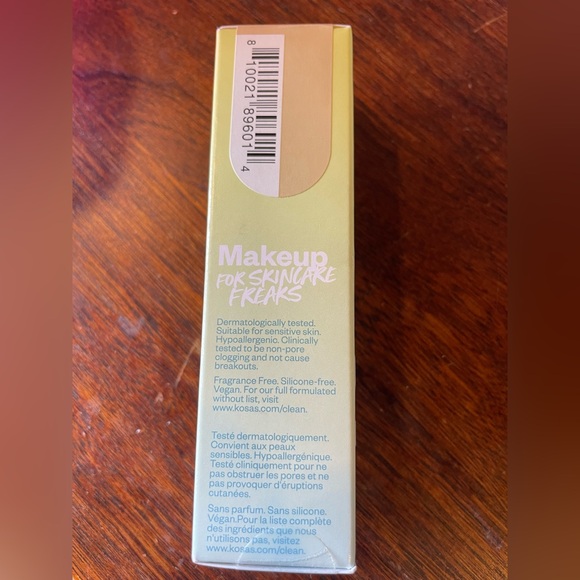 8 10021 89601 4
Makeup
FOR SKINCARE
FREAKS
Dermatologically tested.
Suitable for sensitive skin.
Hypoallergenic. Clinically
tested to be non-pore
clogging and not cause
breakouts.
Fragrance Free. Silicone-free.
Vegan. For our full formulated
without list, visit
www.kosas.com/clean.
Testé dermatologiquement.
Convient aux peaux
sensibles. Hypoallergénique.
Testé cliniquement pour ne
pas obstruer les pores et ne
pas provoquer d'éruptions
cutanées.
Sans parfum. Sans silicone.
Végan.Pour la liste complète
des ingrédients que nous
n'utilisons pas, visitez
www.kosas.com/clean.